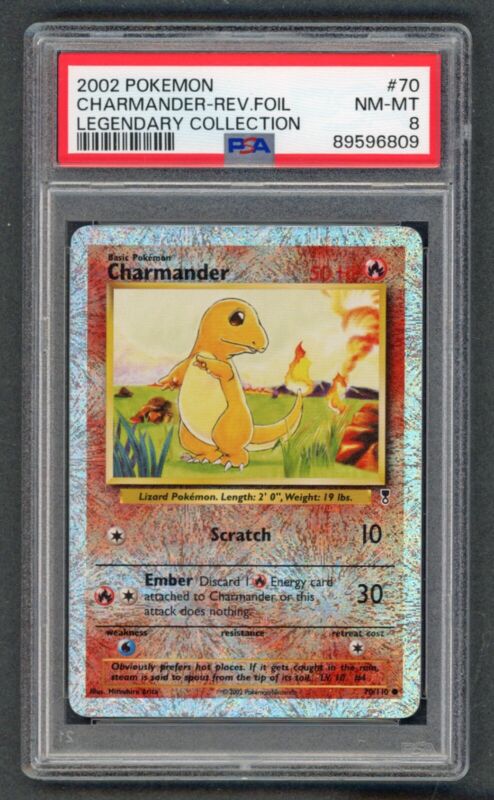 2002 POKEMON #70
CHARMANDER-REV.FOIL NM-MT
LEGENDARY COLLECTION 8
PSA 89596809
Basic Pokémon
Charmander 50 HP
Lizard Pokémon. Length: 2' 0", Weight: 19 lbs.
Scratch 10
Ember Discard 1 Energy card
attached to Charmander or this
attack does nothing. 30
weakness resistance retreat cost
Obviously prefers hot places. If it gets caught in the rain,
steam is said to spout from the tip of its tail. LV. 10 #4
Illus. Mitsuhiro Arita ©2002 Pokémon/Nintendo 70/110
PSA